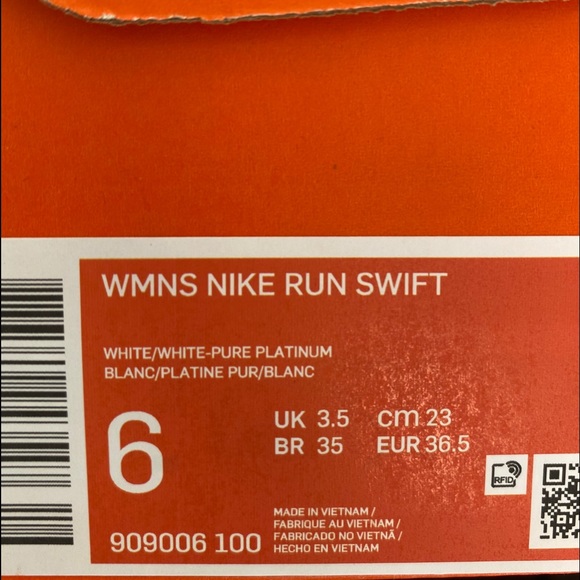 WMNS NIKE RUN SWIFT
WHITE/WHITE-PURE PLATINUM
BLANC/PLATINE PUR/BLANC
6
UK 3.5 cm 23
BR 35 EUR 36.5
RFID
909006 100
MADE IN VIETNAM /
FABRIQUE AU VIETNAM /
FABRICADO NO VIETNÃ /
HECHO EN VIETNAM